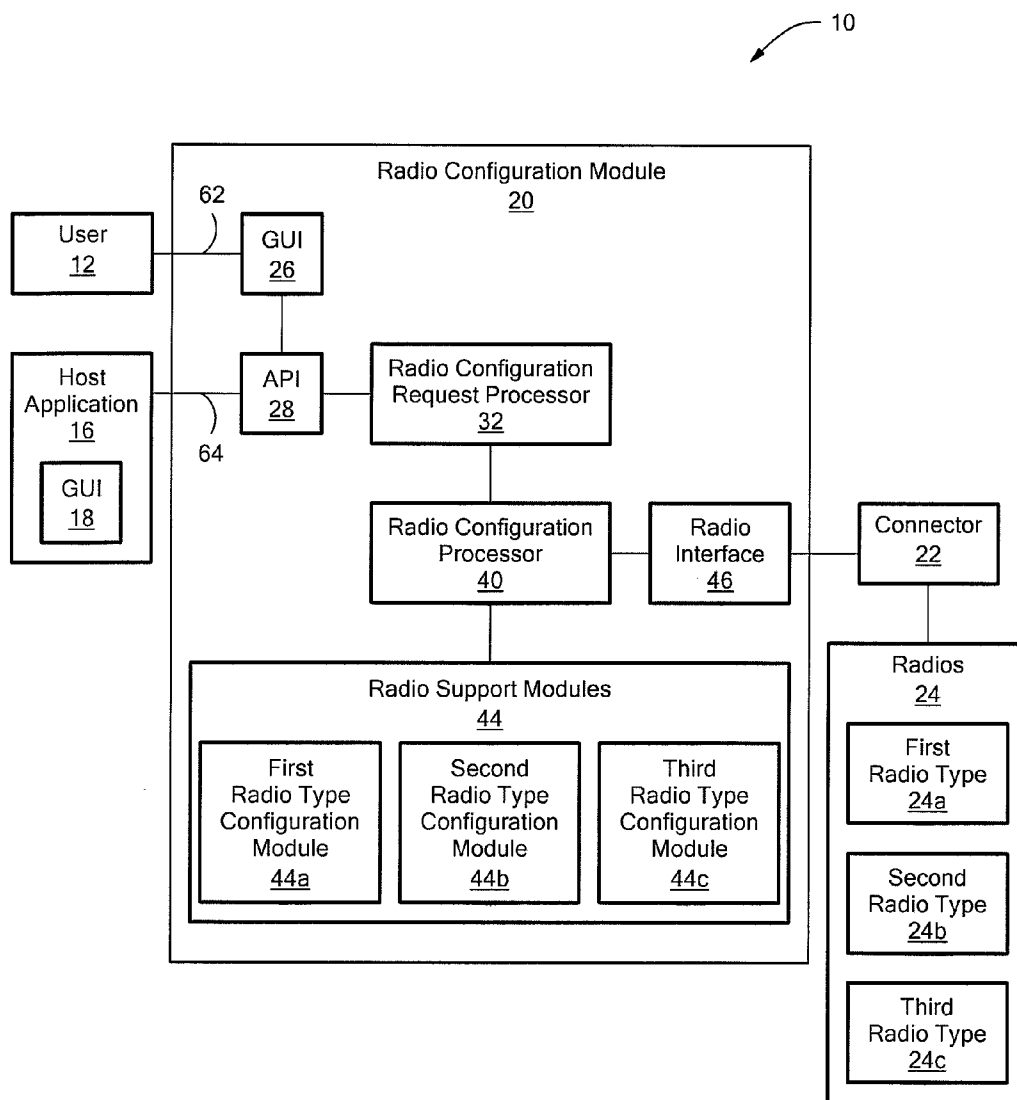 10
Radio Configuration Module
20
62
User
12
GUI
26
Host
Application
16
GUI
18
64
API
28
Radio Configuration
Request Processor
32
Radio Configuration
Processor
40
Radio
Interface
46
Connector
22
Radio Support Modules
44
First
Radio Type
Configuration
Module
44a
Second
Radio Type
Configuration
Module
44b
Third
Radio Type
Configuration
Module
44c
Radios
24
First
Radio Type
24a
Second
Radio Type
24b
Third
Radio Type
24c